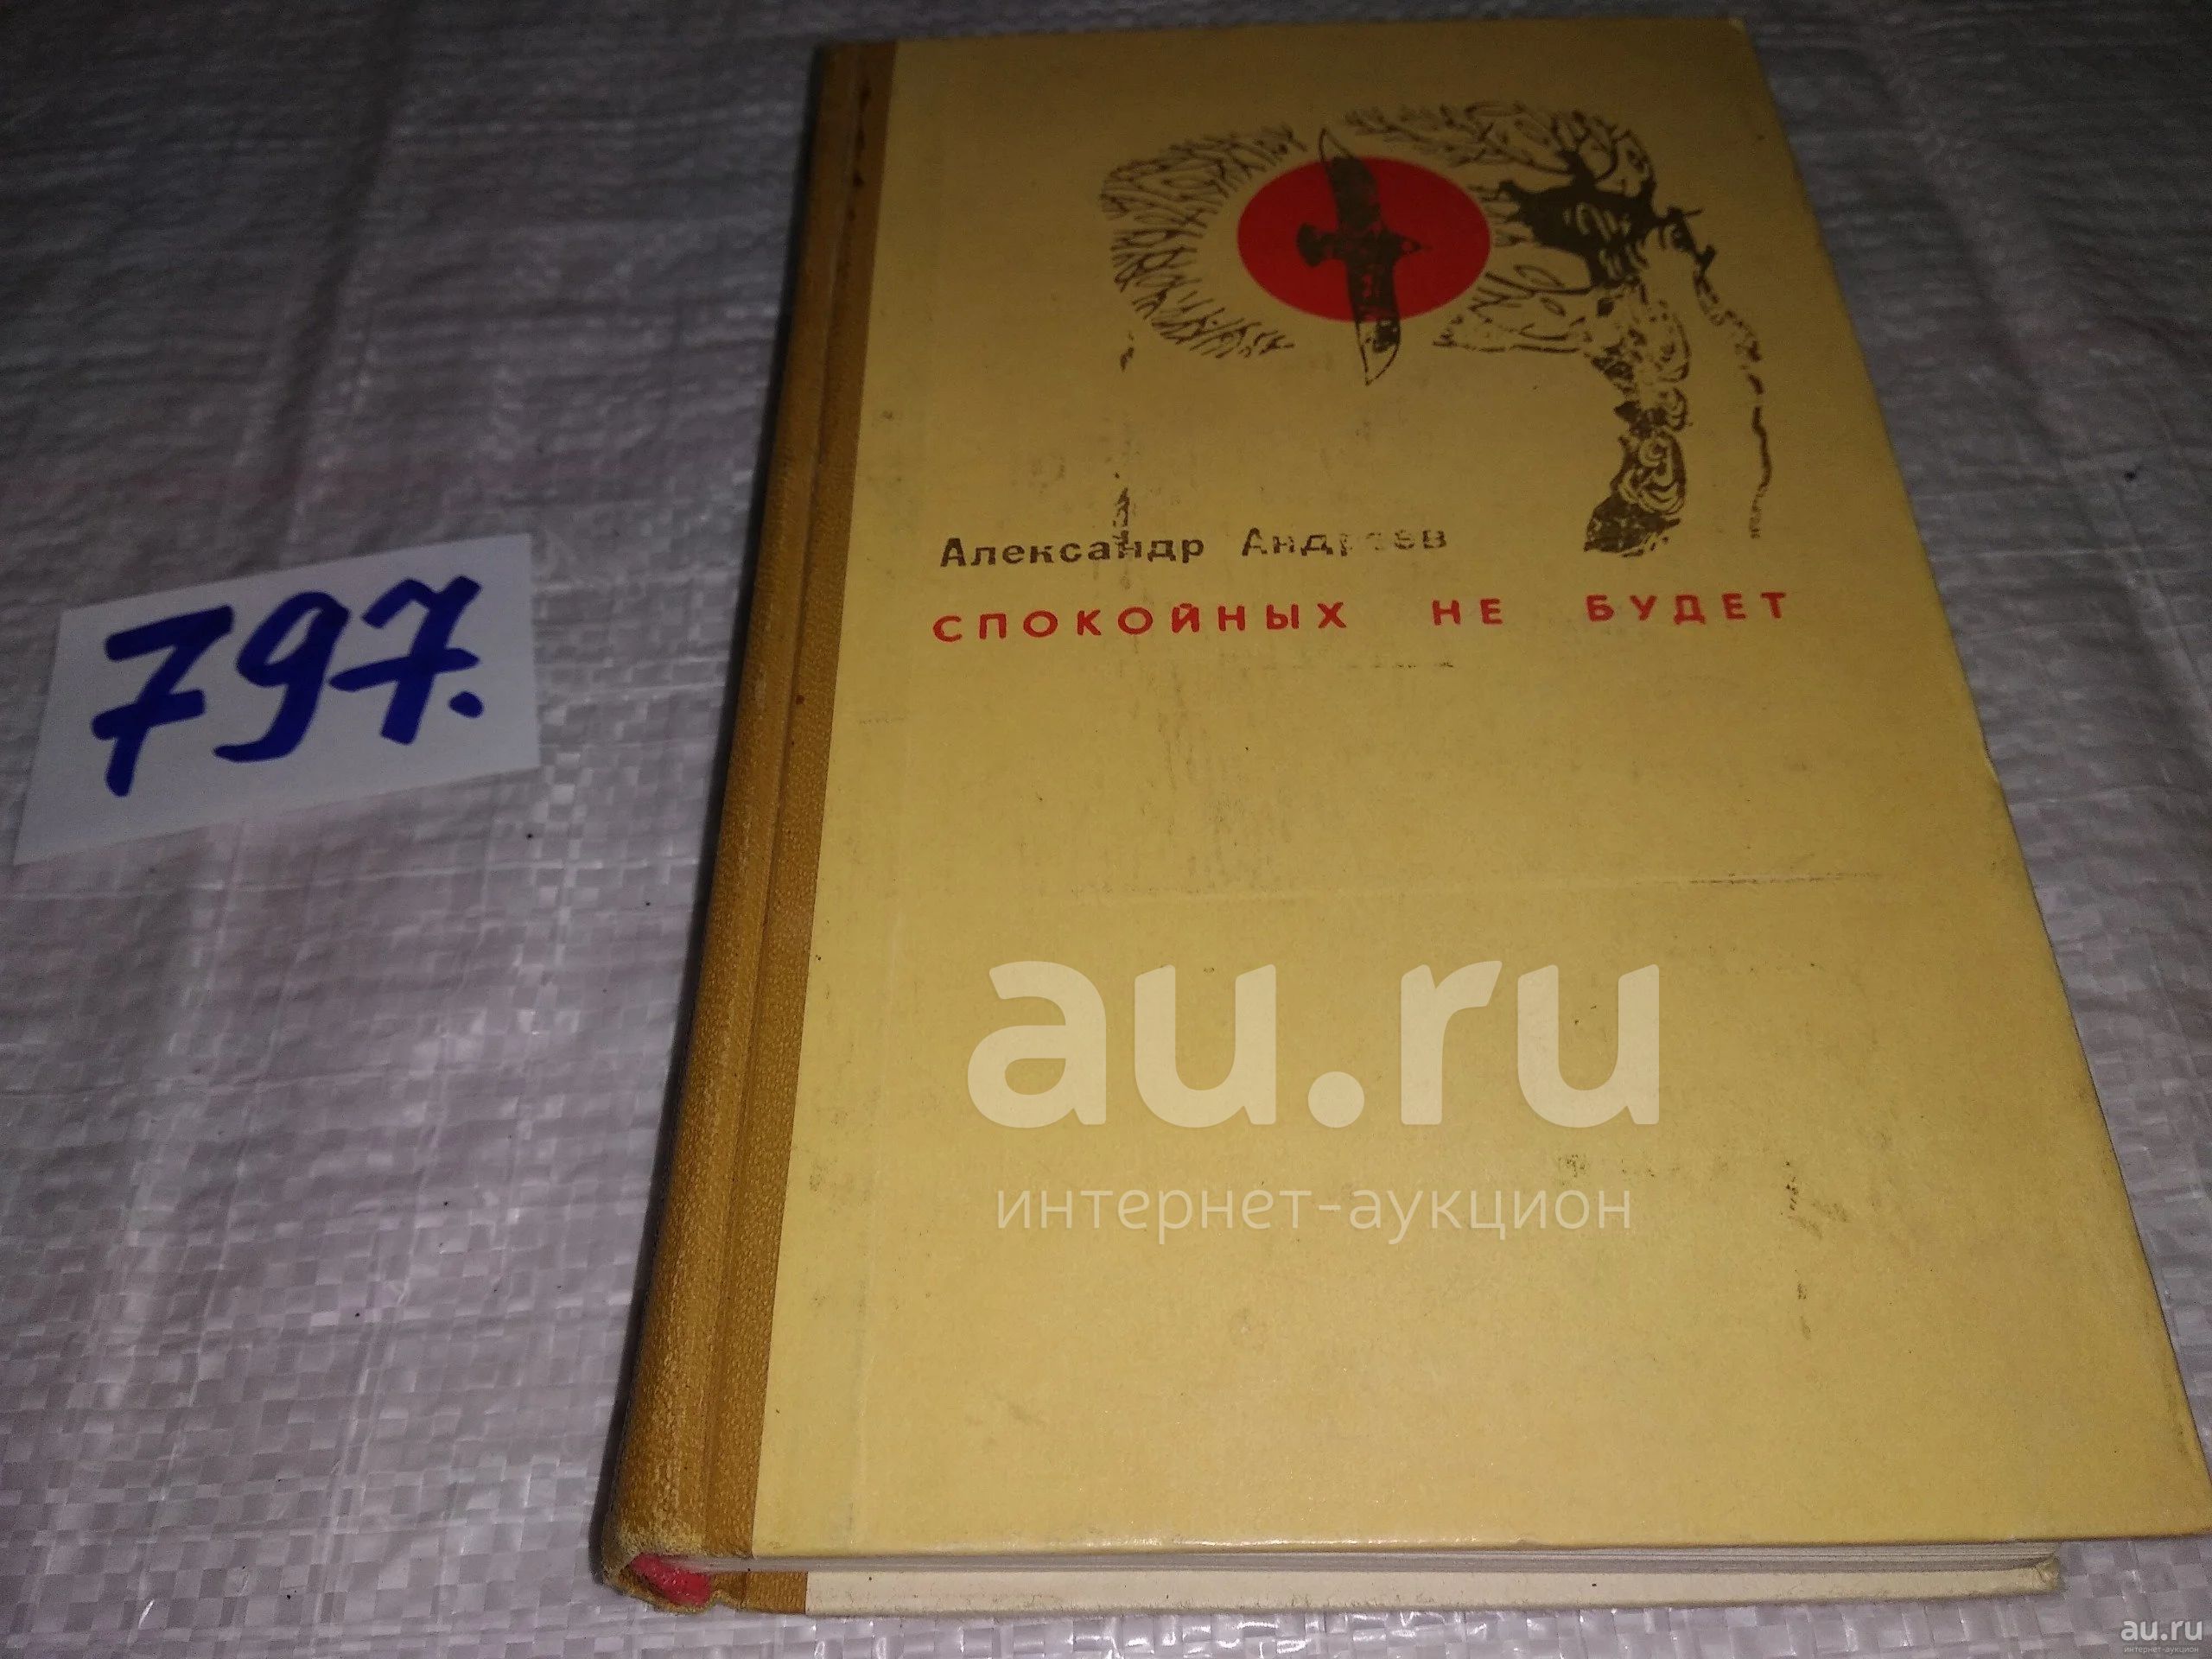 797.
Александр Андреев
СПОКОЙНЫХ НЕ БУДЕТ
au.ru
интернет-аукцион
au.ru
интернет-аукцион